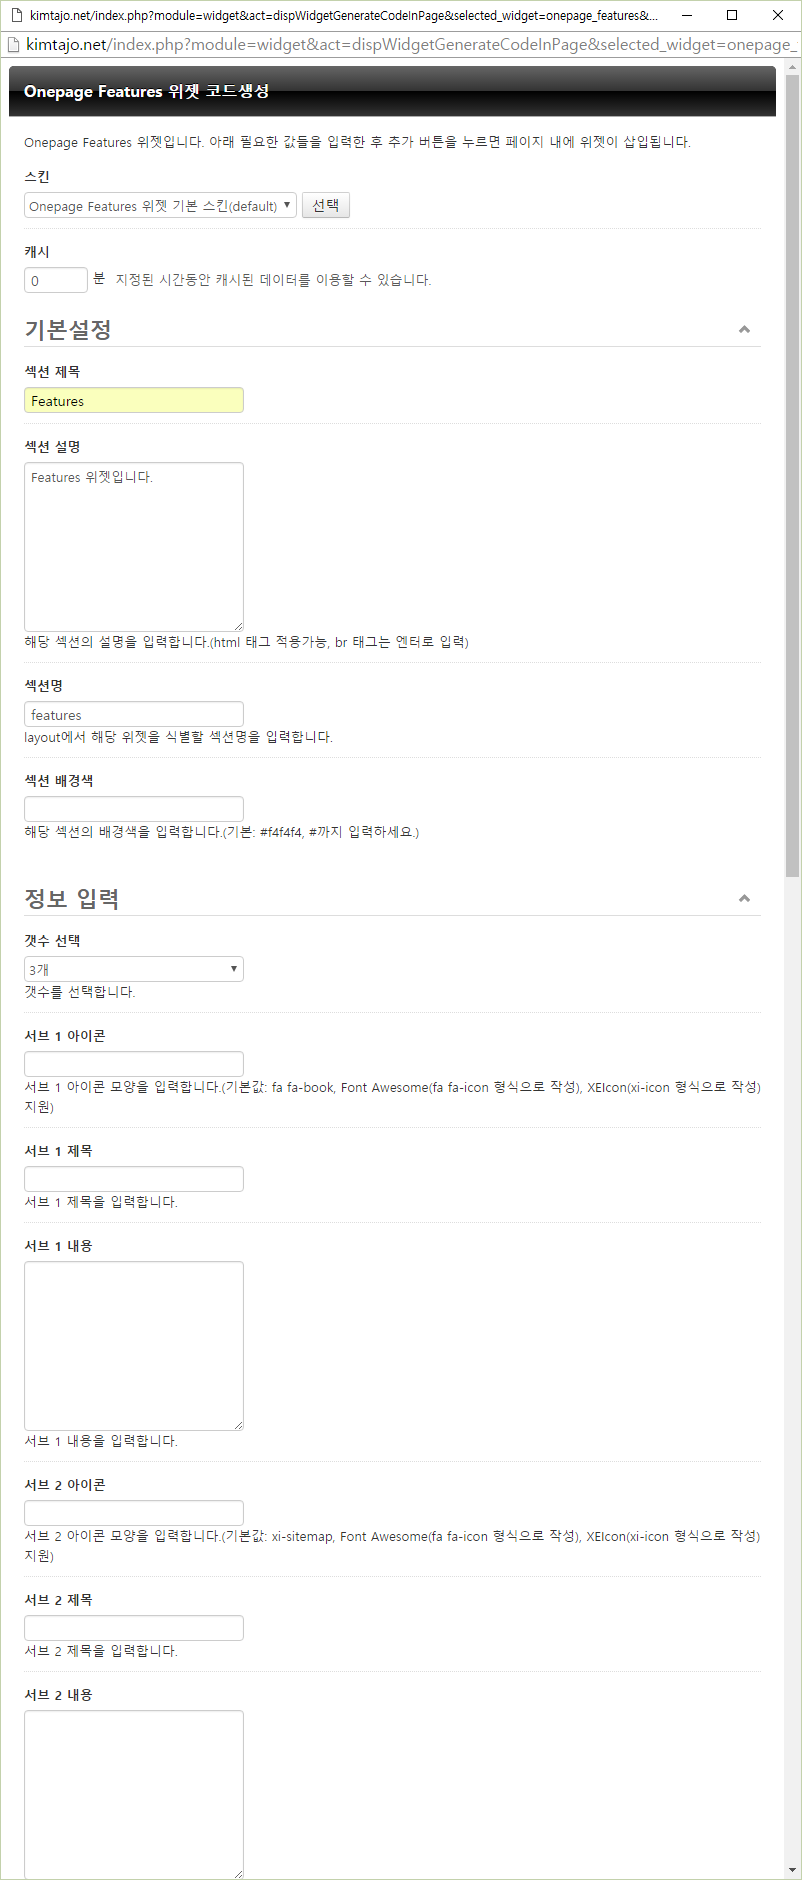 kimtajo.net/index.php?module=widget&act=dispWidgetGenerateCodeInPage&selected_widget=onepage_features&...
kimtajo.net/index.php?module=widget&act=dispWidgetGenerateCodeInPage&selected_widget=onepage_
Onepage Features 위젯 코드생성
Onepage Features 위젯입니다. 아래 필요한 값들을 입력한 후 추가 버튼을 누르면 페이지 내에 위젯이 삽입됩니다.
스킨
Onepage Features 위젯 기본 스킨(default) 선택
캐시
0 분 지정된 시간동안 캐시된 데이터를 이용할 수 있습니다.
기본설정
섹션 제목
Features
섹션 설명
Features 위젯입니다.
해당 섹션의 설명을 입력합니다.(html 태그 적용가능, br 태그는 엔터로 입력)
섹션명
features
layout에서 해당 위젯을 식별할 섹션명을 입력합니다.
섹션 배경색
해당 섹션의 배경색을 입력합니다.(기본: #f4f4f4, #까지 입력하세요.)
정보 입력
갯수 선택
3개
갯수를 선택합니다.
서브 1 아이콘
서브 1 아이콘 모양을 입력합니다.(기본값: fa fa-book, Font Awesome(fa fa-icon 형식으로 작성), XEIcon(xi-icon 형식으로 작성)
지원)
서브 1 제목
서브 1 제목을 입력합니다.
서브 1 내용
서브 1 내용을 입력합니다.
서브 2 아이콘
서브 2 아이콘 모양을 입력합니다.(기본값: xi-sitemap, Font Awesome(fa fa-icon 형식으로 작성), XEIcon(xi-icon 형식으로 작성)
지원)
서브 2 제목
서브 2 제목을 입력합니다.
서브 2 내용